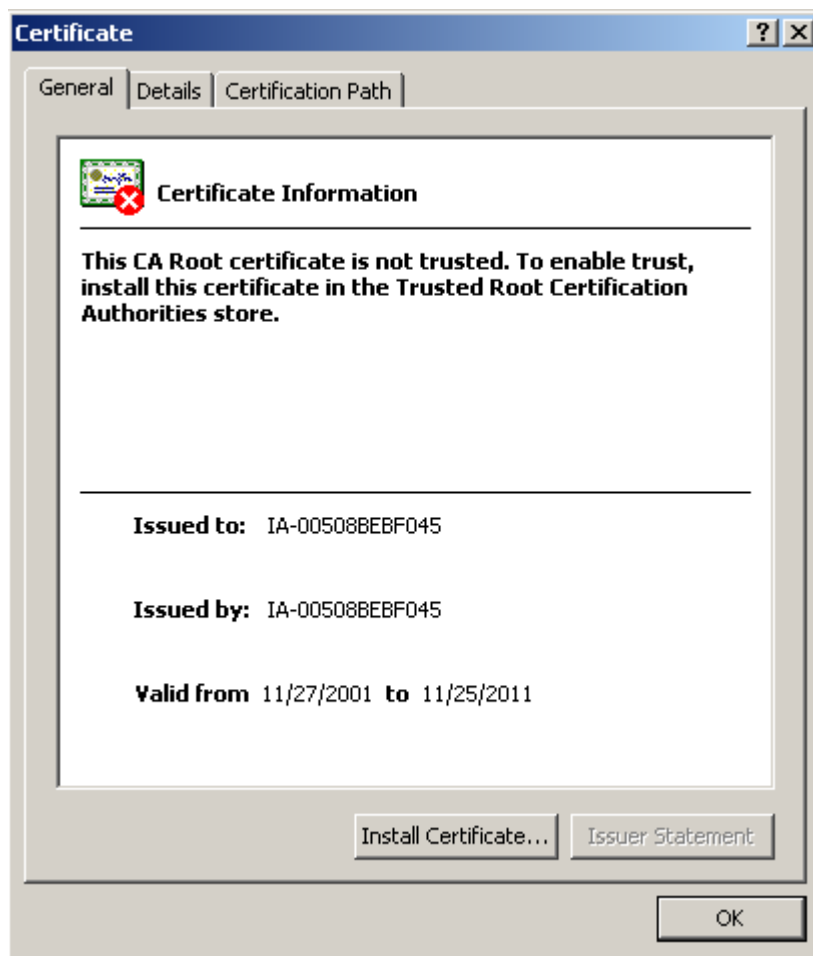 Certificate
General Details Certification Path
Certificate Information
This CA Root certificate is not trusted. To enable trust,
install this certificate in the Trusted Root Certification
Authorities store.
Issued to: IA-00508BEBF045
Issued by: IA-00508BEBF045
Valid from 11/27/2001 to 11/25/2011
Install Certificate... Issuer Statement
OK